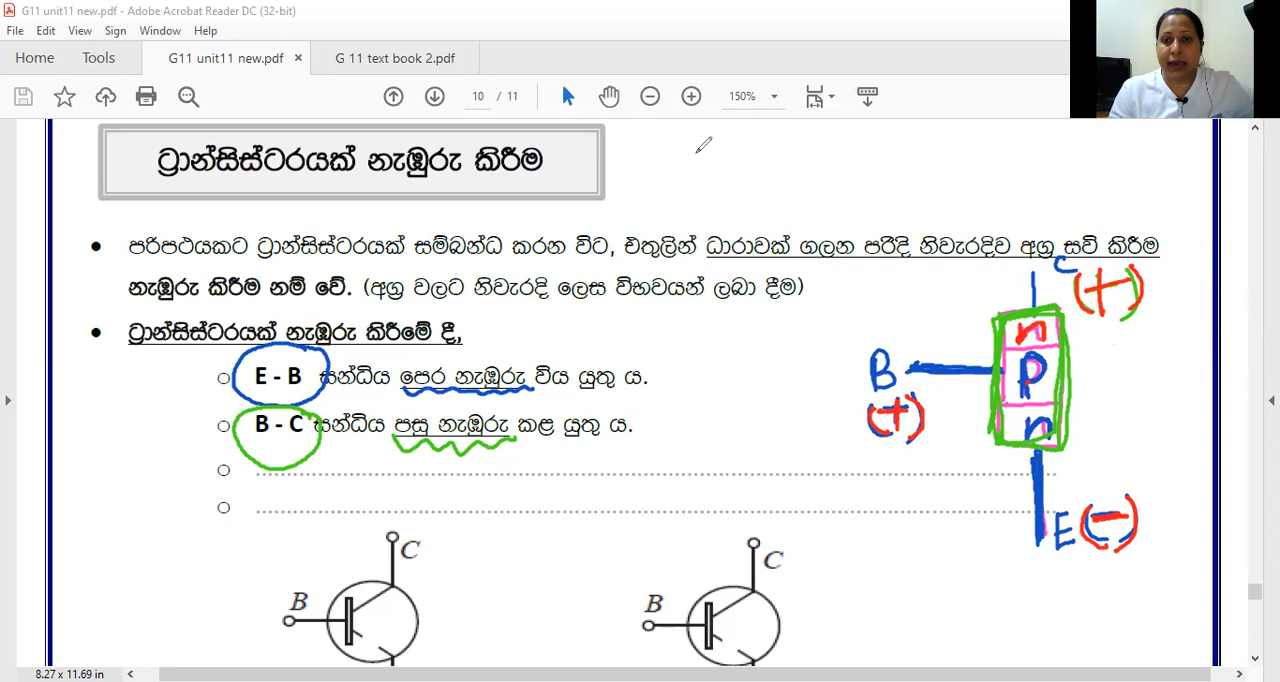 G11 unit11 new.pdf - Adobe Acrobat Reader DC (32-bit)
File Edit View Sign Window Help
Home Tools G11 unit11 new.pdf × G 11 text book 2.pdf
10 / 11 150%
ට්‍රාන්සිස්ටරයක් නැඹුරු කිරීම
• පරිපථයකට ට්‍රාන්සිස්ටරයක් සම්බන්ධ කරන විට, එතුලින් ධාරාවක් ගලන පරිදි නිවැරදිව අග්‍ර සවි කිරීම
නැඹුරු කිරීම නම් වේ. (අග්‍ර වලට නිවැරදි ලෙස විභවයන් ලබා දීම)
• ට්‍රාන්සිස්ටරයක් නැඹුරු කිරීමේ දී,
○ E - B සන්ධිය පෙර නැඹුරු විය යුතු ය.
○ B - C සන්ධිය පසු නැඹුරු කළ යුතු ය.
○ ........................................
○ ........................................
C (+)
n
B P
(+)
n
E (-)
C
B
C
B
8.27 x 11.69 in